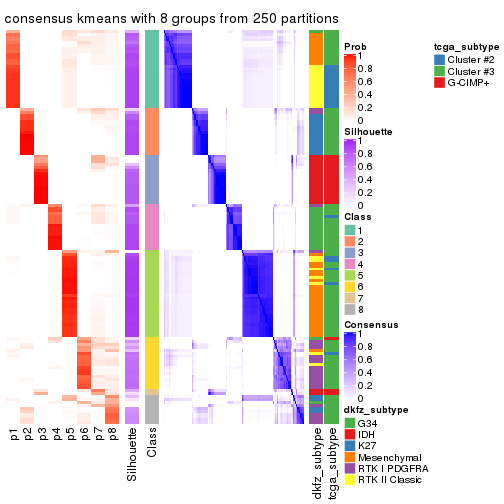 consensus kmeans with 8 groups from 250 partitions
Prob
0.8
0.6
0.4
0.2
0
Silhouette
1
0.8
0.6
0.4
0.2
0
Class
1
2
3
4
5
6
7
8
Consensus
1
0.8
0.6
0.4
0.2
0
dkfz_subtype
G34
IDH
K27
Mesenchymal
RTK I PDGFRA
RTK II Classic
tcga_subtype
Cluster #2
Cluster #3
G-CIMP+
p1
p2
p3
p4
p5
p6
p7
p8
Silhouette
Class
dkfz_subtype
tcga_subtype